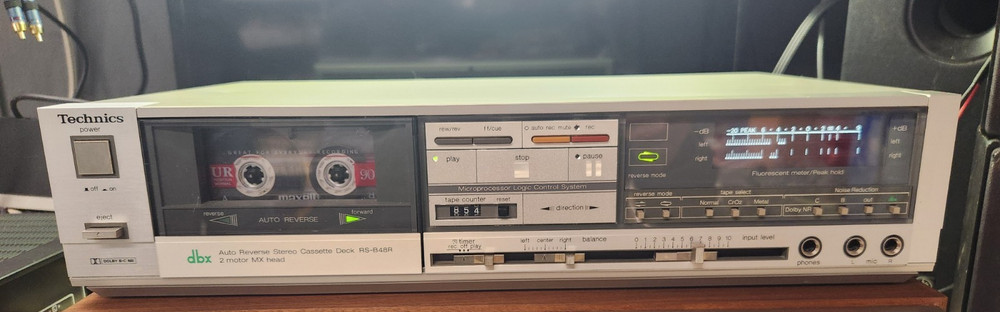 Technics
power
off on
eject
DOLBY B-C NR
GREAT FOR EVERYDAY RECORDING
UR
maxell
90
reverse
AUTO REVERSE
forward
dbx
Auto Reverse Stereo Cassette Deck RS-B48R
2 motor MX head
rew/rev
ff/cue
auto rec mute
rec
play
stop
pause
Microprocessor Logic Control System
tape counter
854
reset
direction
timer
rec off play
left center right
balance
0 1 2 3 4 5 6 7 8 9 10
input level
-dB
left
right
+dB
left
right
Fluorescent meter/Peak hold
reverse mode
reverse mode
tape select
Normal CrO2 Metal
Noise Reduction
Dolby NR
C B out
phones
L mic R